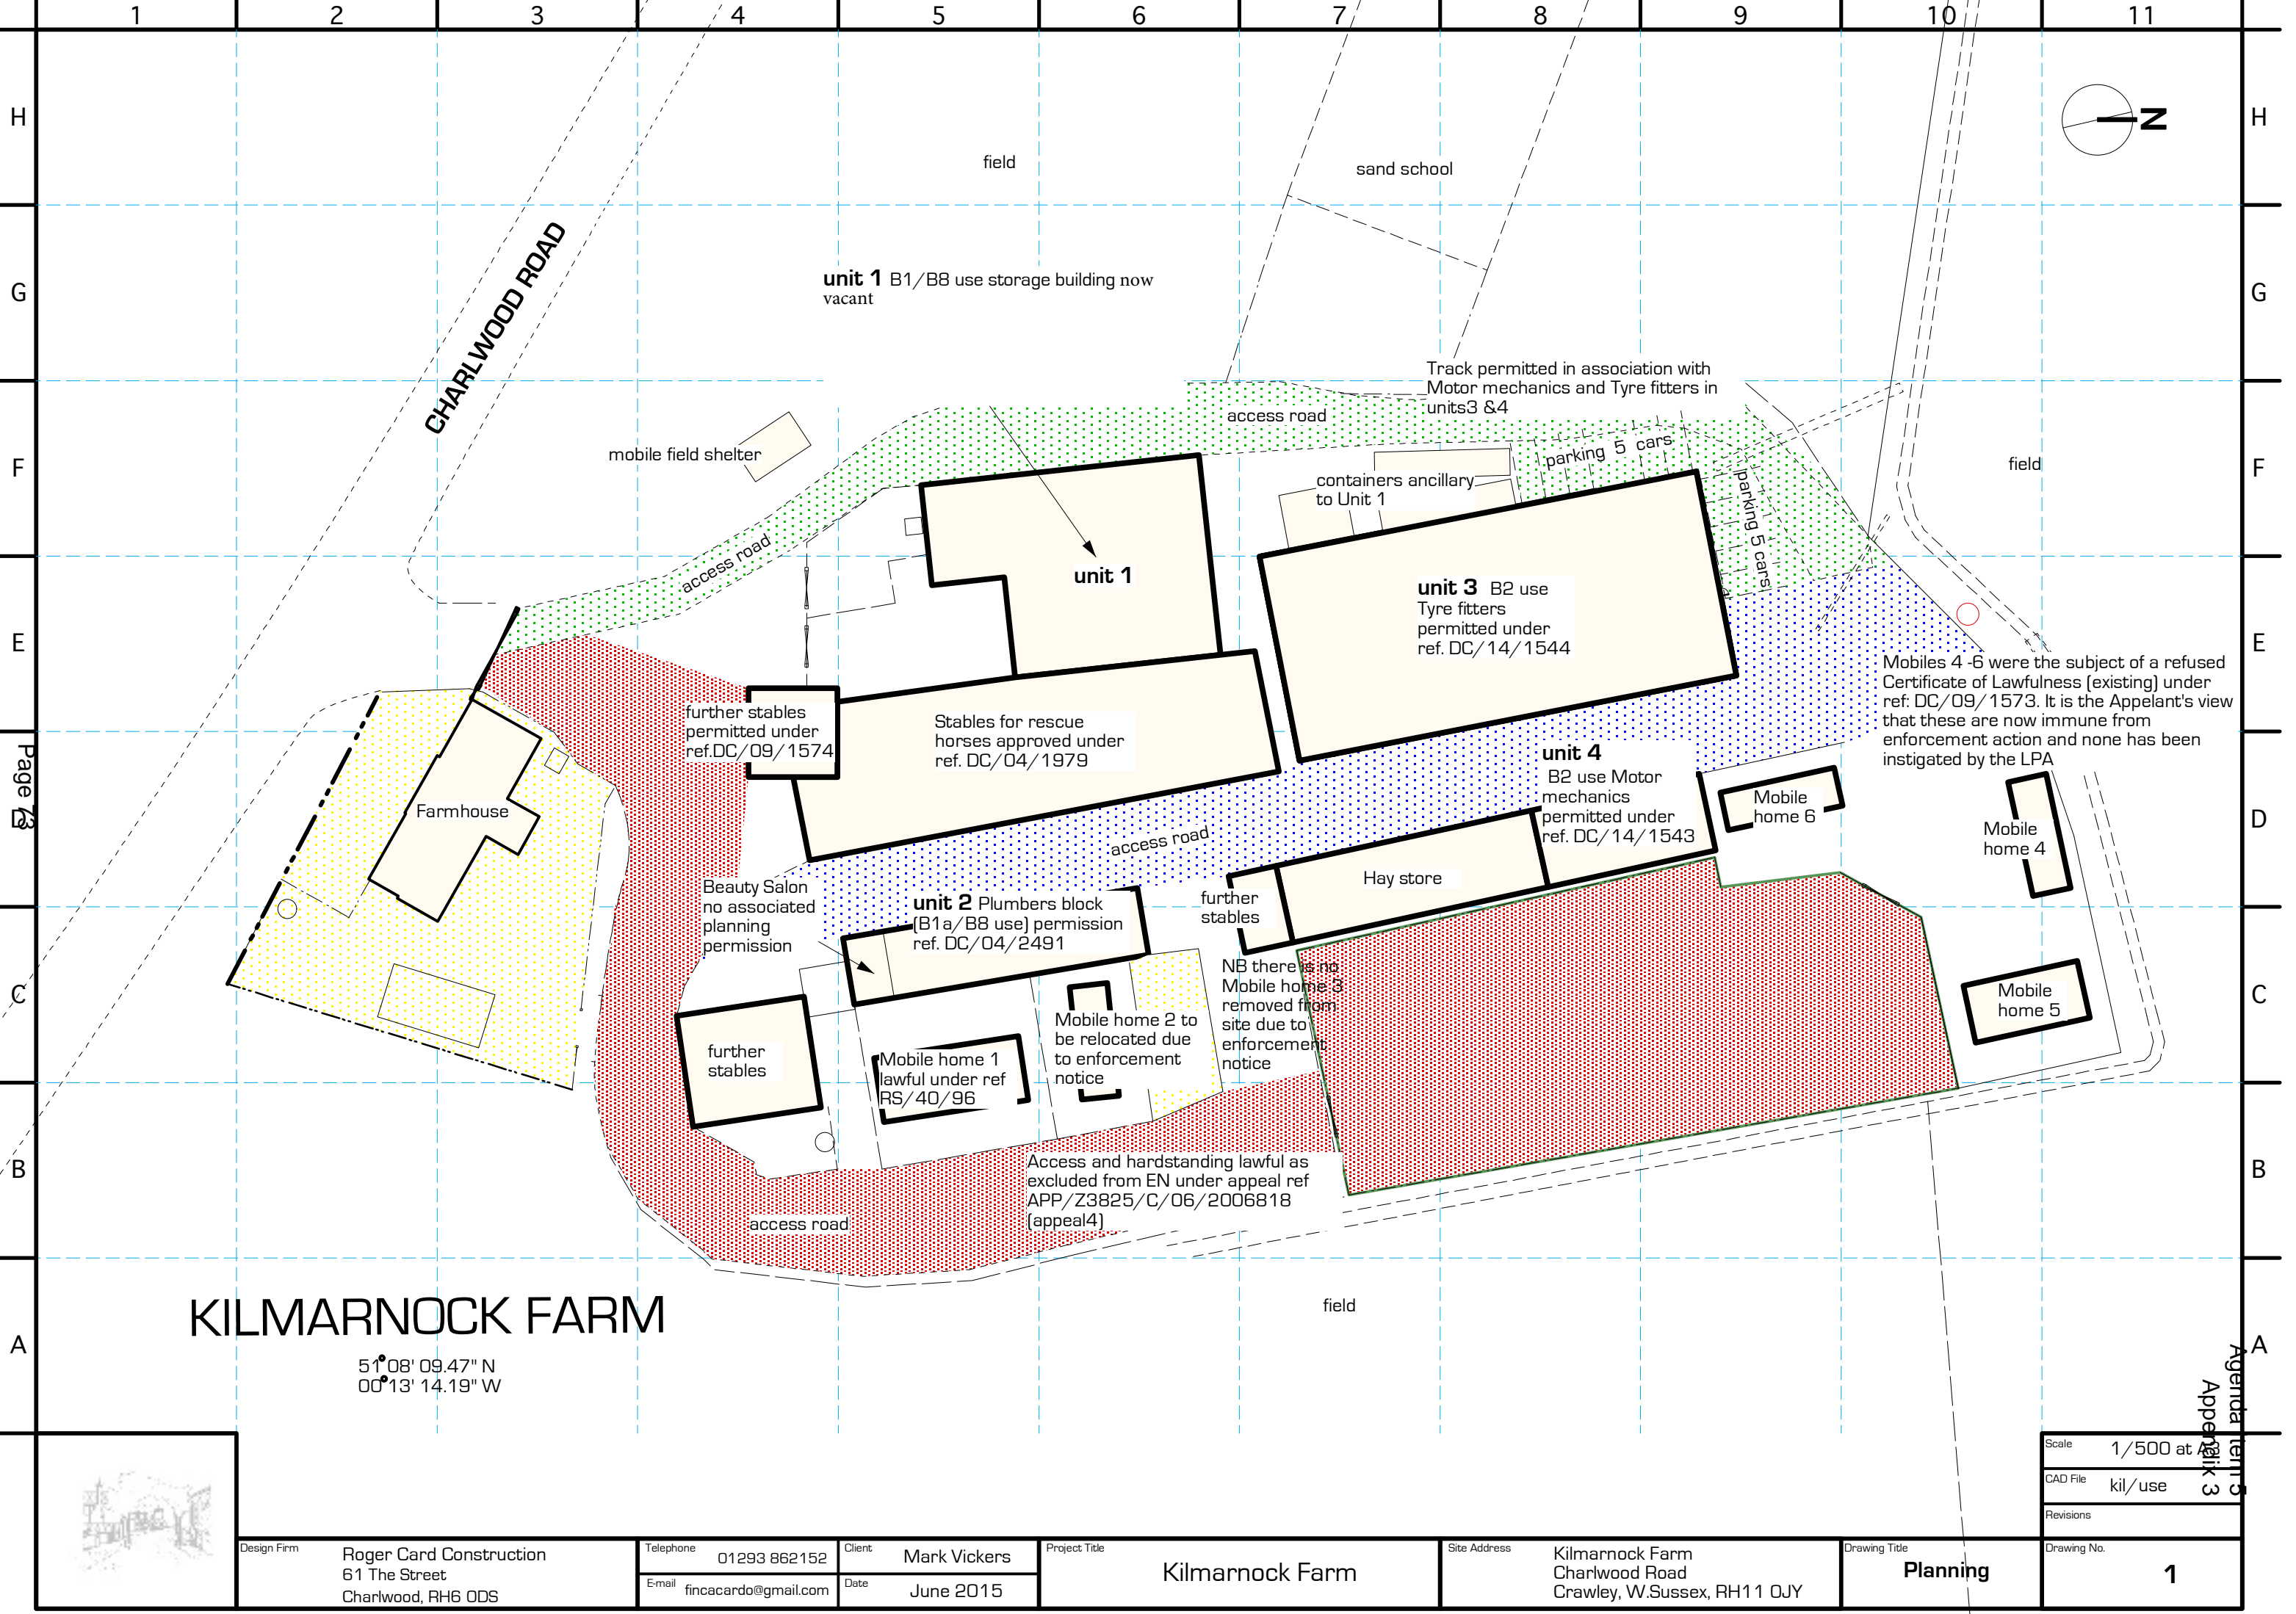 1 2 3 4 5 6 7 8 9 10 11
H H
N
field
sand school
CHARLWOOD ROAD
G G
unit 1 B1/B8 use storage building now
vacant
Track permitted in association with
Motor mechanics and Tyre fitters in
units3 &4
access road
mobile field shelter
parking 5 cars
F F
field
containers ancillary
to Unit 1
parking 5 cars
access road
unit 1
unit 3 B2 use
Tyre fitters
permitted under
ref. DC/14/1544
E E
Mobiles 4 -6 were the subject of a refused
Certificate of Lawfulness (existing) under
ref: DC/09/1573. It is the Appelant's view
that these are now immune from
enforcement action and none has been
instigated by the LPA
further stables
permitted under
ref.DC/09/1574
Stables for rescue
horses approved under
ref. DC/04/1979
unit 4
B2 use Motor
mechanics
permitted under
ref. DC/14/1543
Page 73
D D
Farmhouse
Mobile
home 6
Mobile
home 4
access road
Hay store
Beauty Salon
no associated
planning
permission
unit 2 Plumbers block
(B1a/B8 use) permission
ref. DC/04/2491
further
stables
C C
NB there is no
Mobile home 3
removed from
site due to
enforcement
notice
Mobile
home 5
Mobile home 2 to
be relocated due
to enforcement
notice
further
stables
Mobile home 1
lawful under ref
RS/40/96
B B
Access and hardstanding lawful as
excluded from EN under appeal ref
APP/Z3825/C/06/2006818
(appeal4)
access road
field
KILMARNOCK FARM
A A
51° 08' 09.47" N
00° 13' 14.19" W
Agenda Item 5
Appendix 3
Scale 1/500 at A3
CAD File kil/use
Revisions
Design Firm
Roger Card Construction
61 The Street
Charlwood, RH6 0DS
Telephone 01293 862152
E-mail fincacardo@gmail.com
Client Mark Vickers
Date June 2015
Project Title
Kilmarnock Farm
Site Address
Kilmarnock Farm
Charlwood Road
Crawley, W.Sussex, RH11 0JY
Drawing Title
Planning
Drawing No.
1